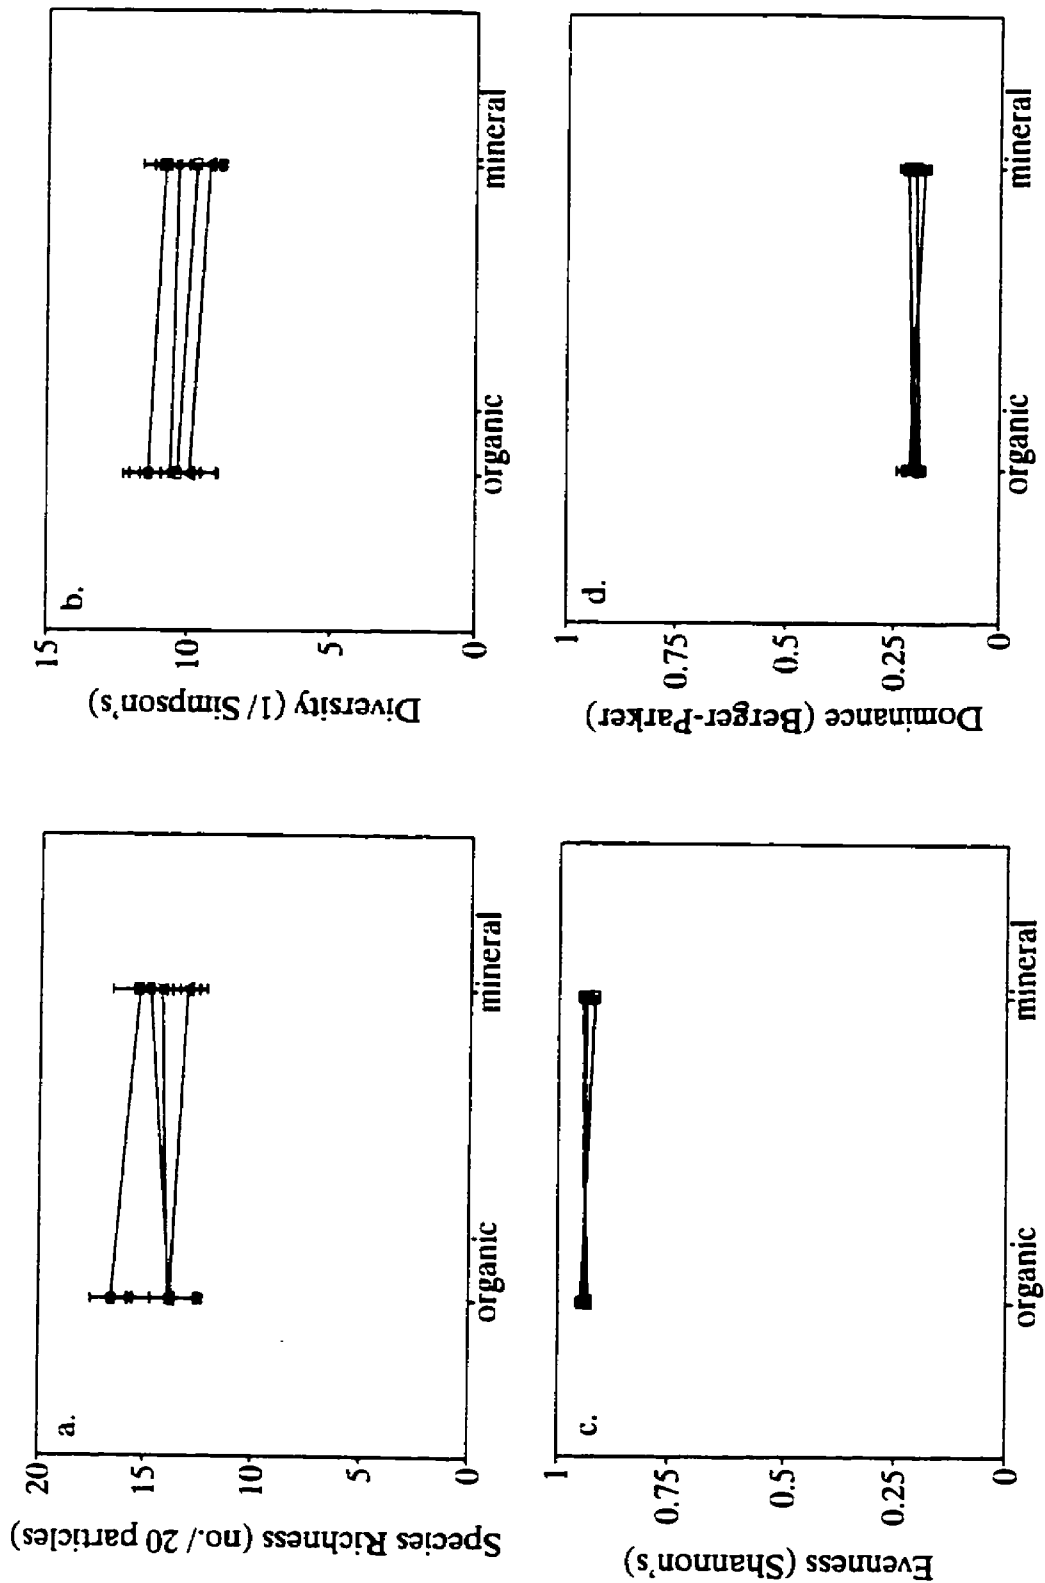 Species Richness (no./ 20 particles)
20
15
10
5
0
a.
organic
mineral
Diversity (1/ Simpson's)
15
10
5
0
b.
organic
mineral
Evenness (Shannon's)
1
0.75
0.5
0.25
0
c.
organic
mineral
Dominance (Berger-Parker)
1
0.75
0.5
0.25
0
d.
organic
mineral